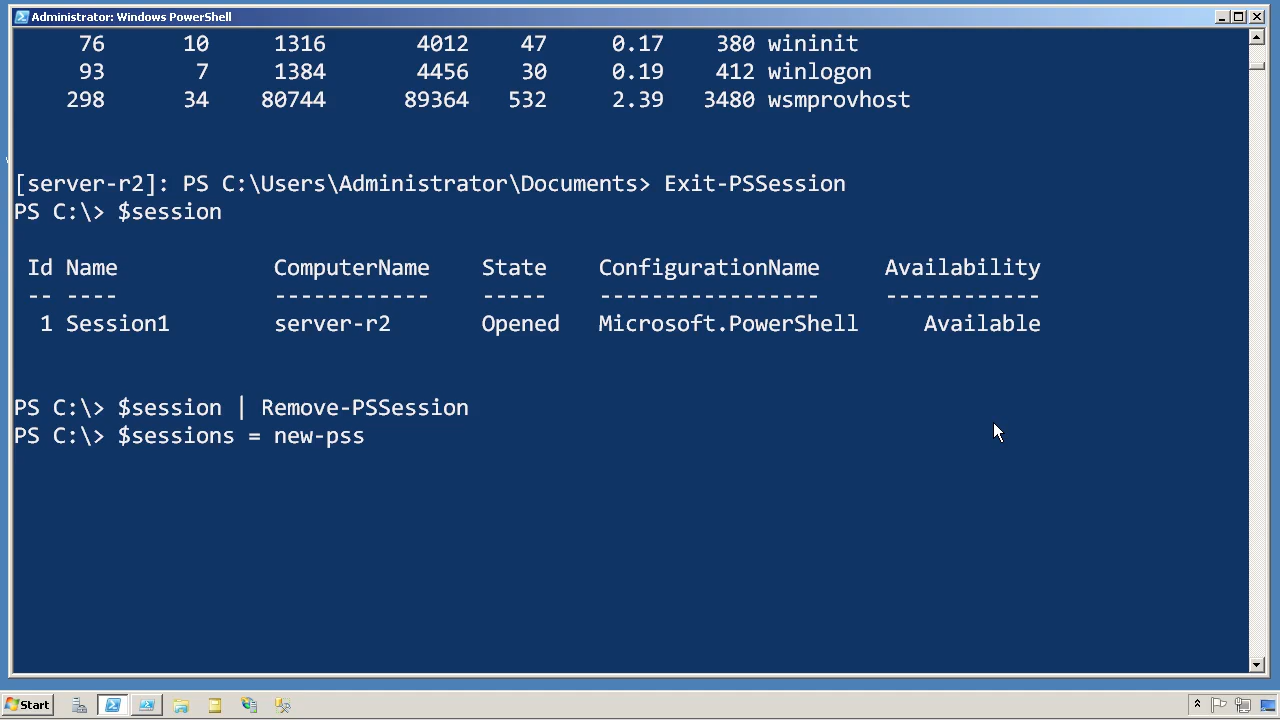 Administrator: Windows PowerShell
76 10 1316 4012 47 0.17 380 wininit
93 7 1384 4456 30 0.19 412 winlogon
298 34 80744 89364 532 2.39 3480 wsmprovhost
[server-r2]: PS C:\Users\Administrator\Documents> Exit-PSSession
PS C:\> $session
Id Name ComputerName State ConfigurationName Availability
-- ---- ------------ ----- ----------------- ------------
1 Session1 server-r2 Opened Microsoft.PowerShell Available
PS C:\> $session | Remove-PSSession
PS C:\> $sessions = new-pss
Start